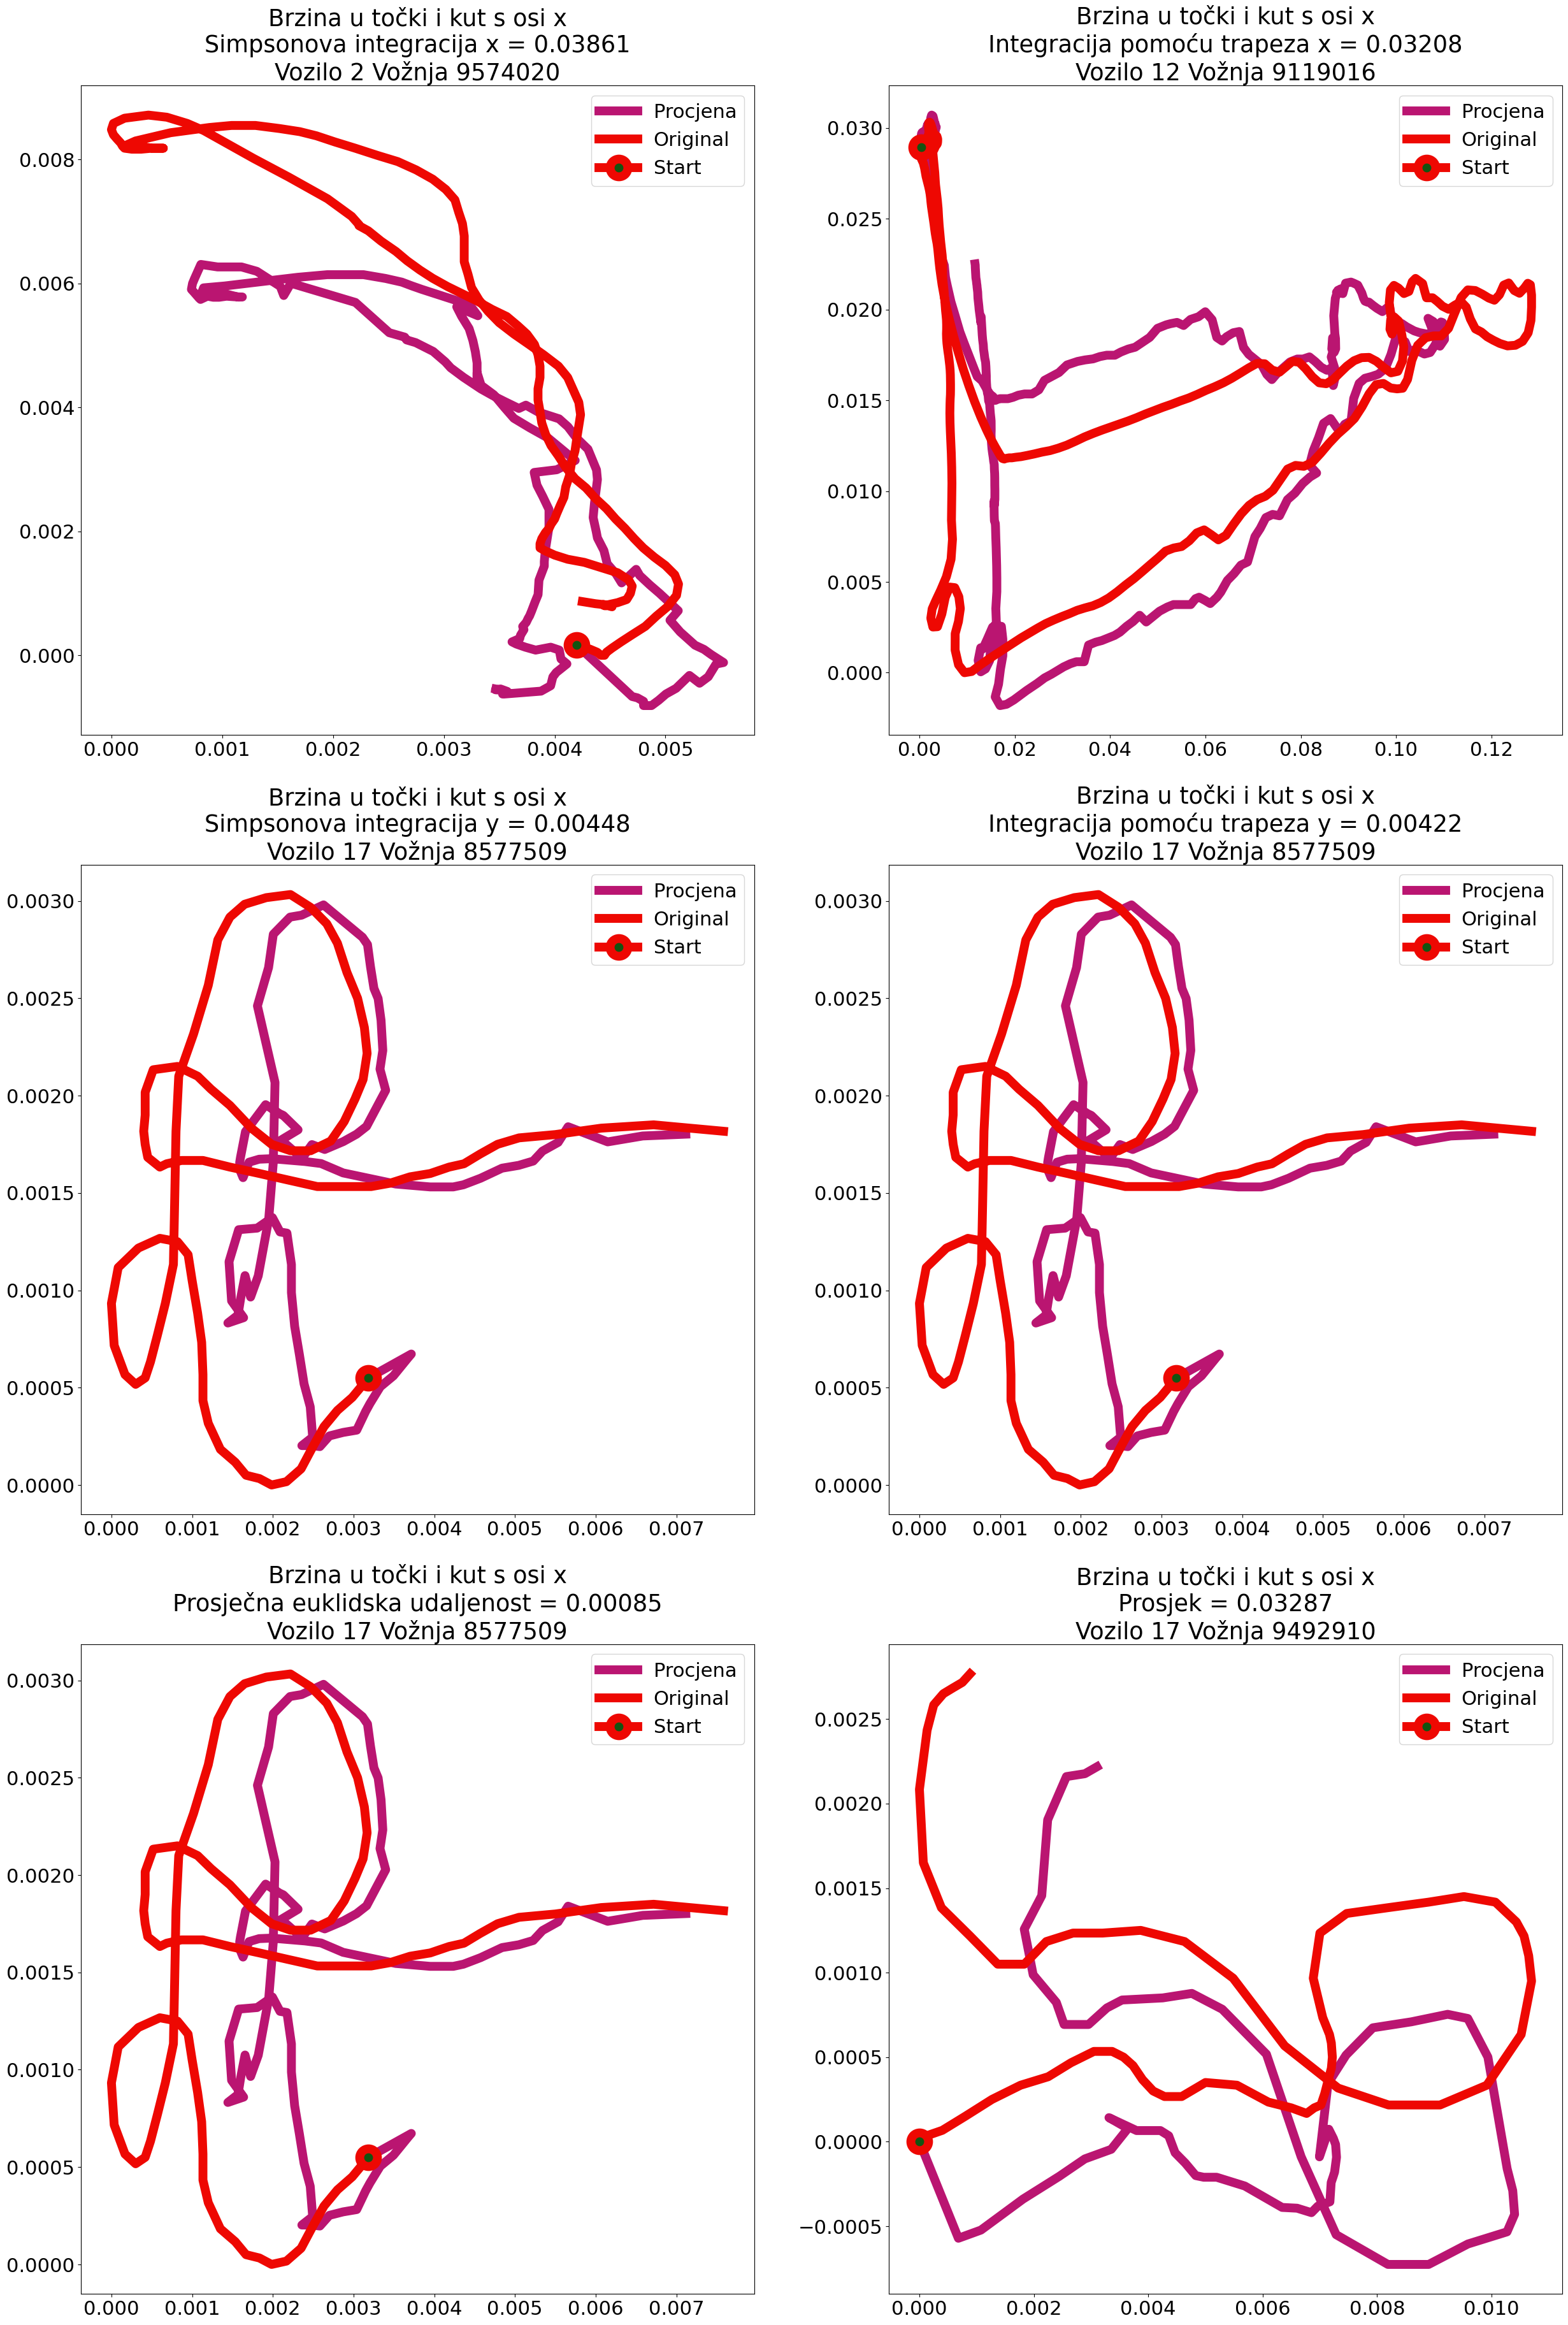 Brzina u točki i kut s osi x
Simpsonova integracija x = 0.03861
Vozilo 2 Vožnja 9574020
Procjena
Original
Start
0.008
0.006
0.004
0.002
0.000
0.000 0.001 0.002 0.003 0.004 0.005
Brzina u točki i kut s osi x
Integracija pomoću trapeza x = 0.03208
Vozilo 12 Vožnja 9119016
Procjena
Original
Start
0.030
0.025
0.020
0.015
0.010
0.005
0.000
0.00 0.02 0.04 0.06 0.08 0.10 0.12
Brzina u točki i kut s osi x
Simpsonova integracija y = 0.00448
Vozilo 17 Vožnja 8577509
Procjena
Original
Start
0.0030
0.0025
0.0020
0.0015
0.0010
0.0005
0.0000
0.000 0.001 0.002 0.003 0.004 0.005 0.006 0.007
Brzina u točki i kut s osi x
Integracija pomoću trapeza y = 0.00422
Vozilo 17 Vožnja 8577509
Procjena
Original
Start
0.0030
0.0025
0.0020
0.0015
0.0010
0.0005
0.0000
0.000 0.001 0.002 0.003 0.004 0.005 0.006 0.007
Brzina u točki i kut s osi x
Prosječna euklidska udaljenost = 0.00085
Vozilo 17 Vožnja 8577509
Procjena
Original
Start
0.0030
0.0025
0.0020
0.0015
0.0010
0.0005
0.0000
0.000 0.001 0.002 0.003 0.004 0.005 0.006 0.007
Brzina u točki i kut s osi x
Prosjek = 0.03287
Vozilo 17 Vožnja 9492910
Procjena
Original
Start
0.0025
0.0020
0.0015
0.0010
0.0005
0.0000
−0.0005
0.000 0.002 0.004 0.006 0.008 0.010